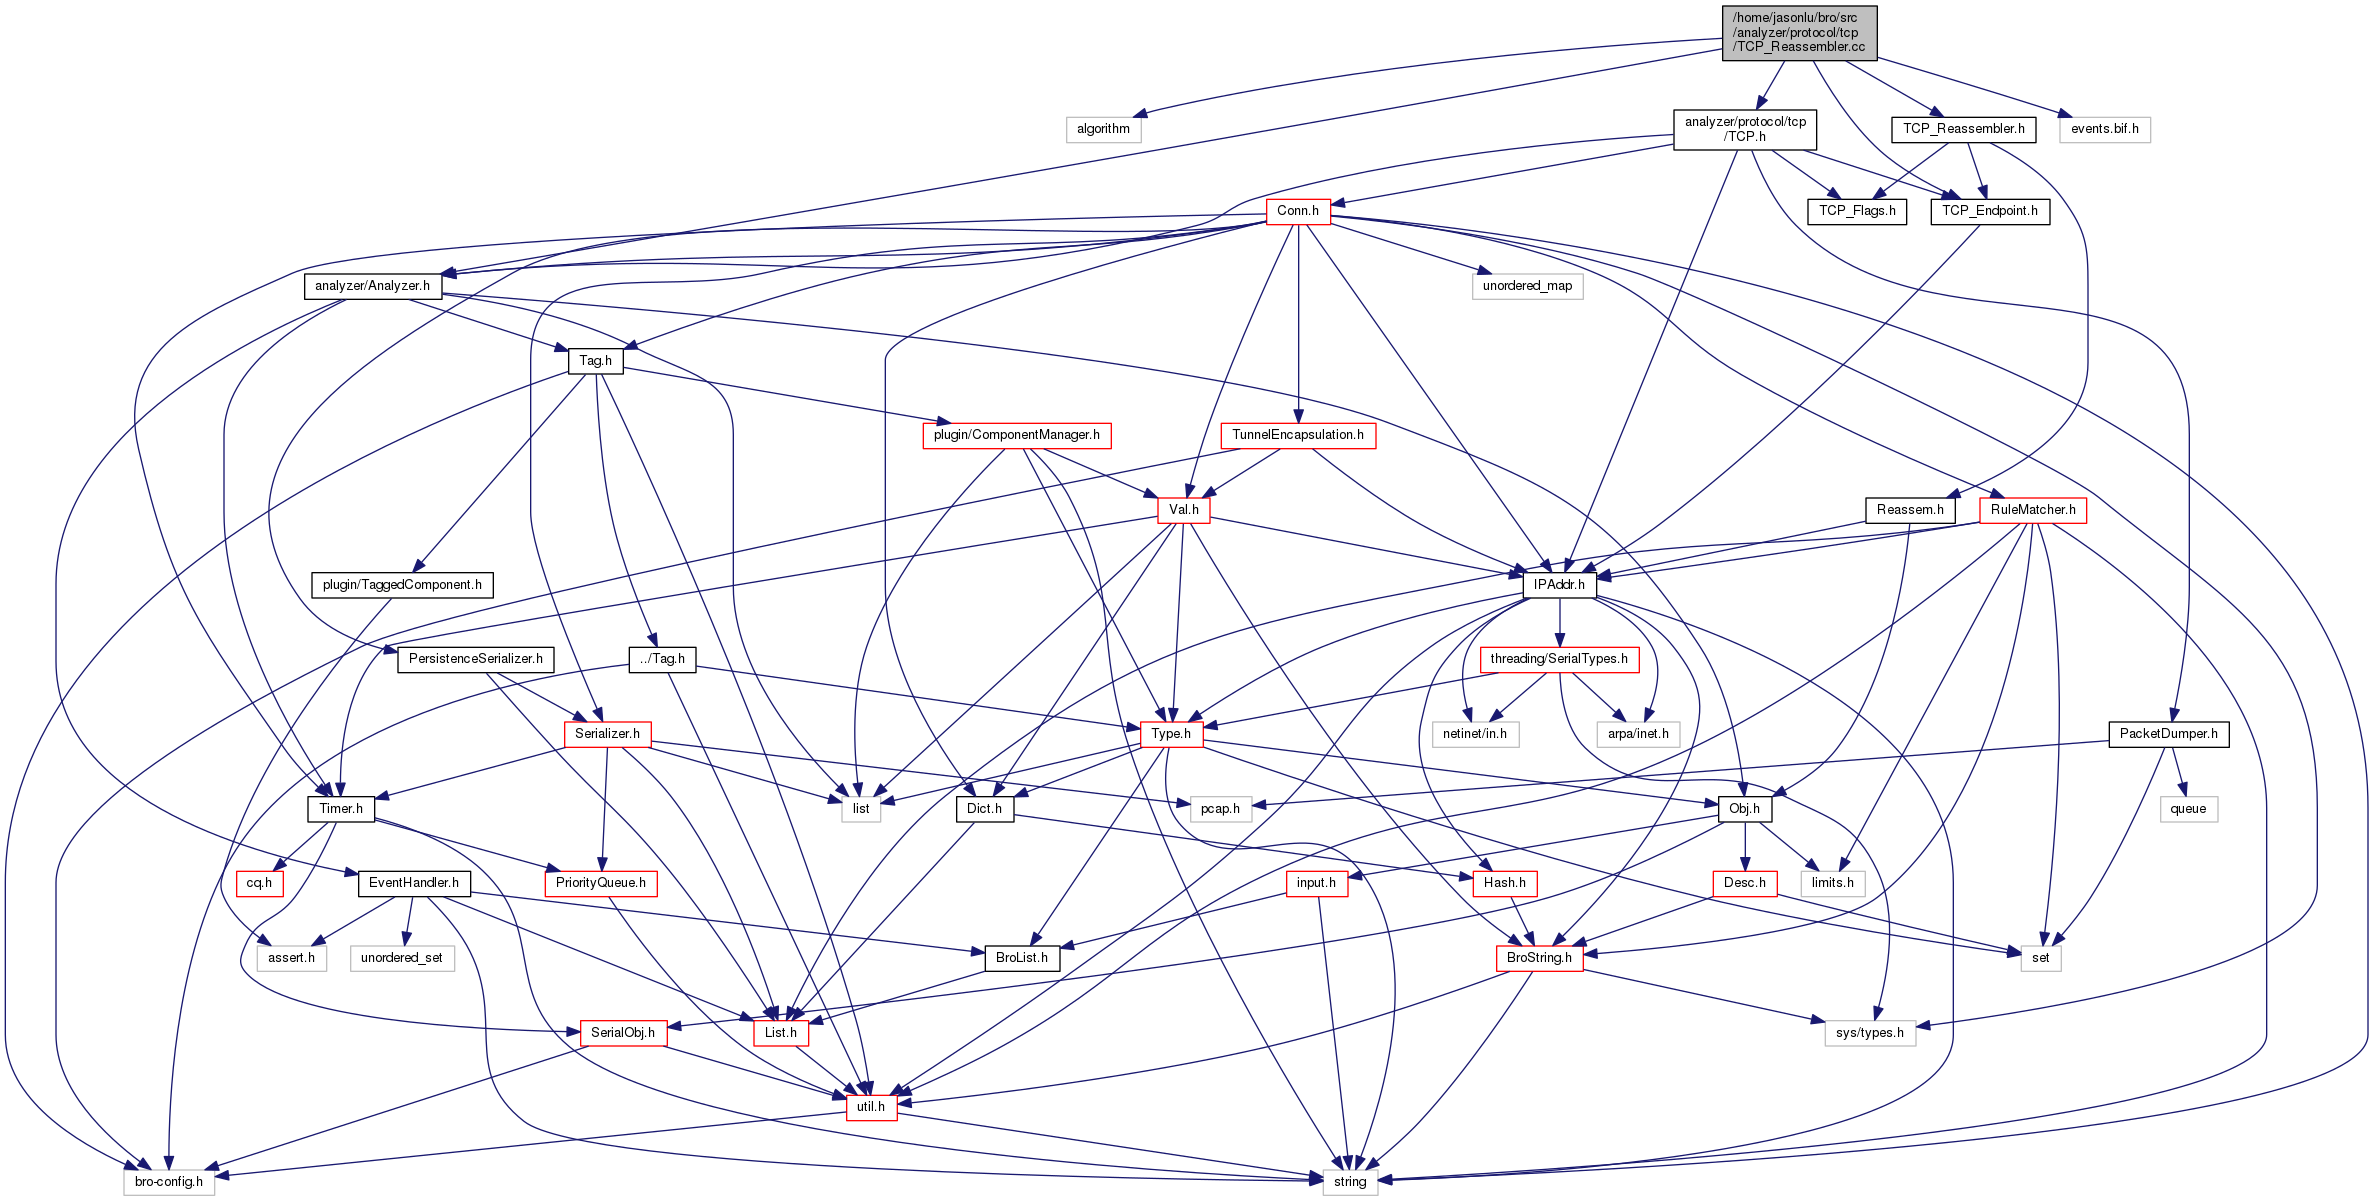 /home/jasonlu/bro/src
/analyzer/protocol/tcp
/TCP_Reassembler.cc
algorithm
analyzer/protocol/tcp
/TCP.h
TCP_Reassembler.h
events.bif.h
Conn.h
TCP_Flags.h
TCP_Endpoint.h
analyzer/Analyzer.h
unordered_map
Tag.h
plugin/ComponentManager.h
TunnelEncapsulation.h
Val.h
Reassem.h
RuleMatcher.h
plugin/TaggedComponent.h
IPAddr.h
PersistenceSerializer.h
../Tag.h
threading/SerialTypes.h
Serializer.h
Type.h
netinet/in.h
arpa/inet.h
PacketDumper.h
Timer.h
list
Dict.h
pcap.h
Obj.h
queue
cq.h
EventHandler.h
PriorityQueue.h
input.h
Hash.h
Desc.h
limits.h
assert.h
unordered_set
BroList.h
BroString.h
set
SerialObj.h
List.h
sys/types.h
util.h
bro-config.h
string